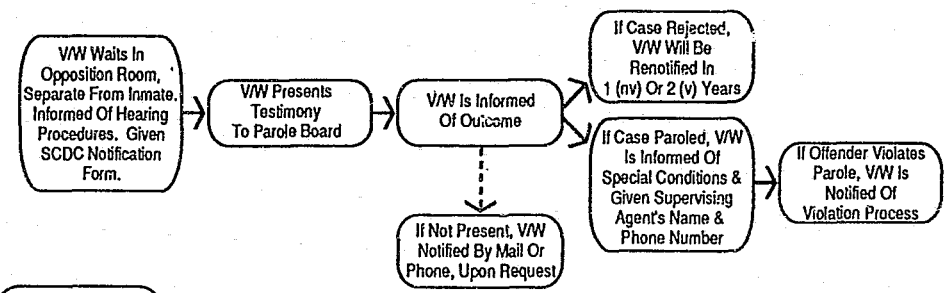 V/W Waits In
Opposition Room,
Separate From Inmate.
Informed Of Hearing
Procedures. Given
SCDC Notification
Form.
V/W Presents
Testimony
To Parole Board
V/W Is Informed
Of Outcome
If Case Rejected,
V/W Will Be
Renotified In
1 (nv) Or 2 (v) Years
If Case Paroled, V/W
Is Informed Of
Special Conditions &
Given Supervising
Agent's Name &
Phone Number
If Offender Violates
Parole, V/W Is
Notified Of
Violation Process
If Not Present, V/W
Notified By Mail Or
Phone, Upon Request